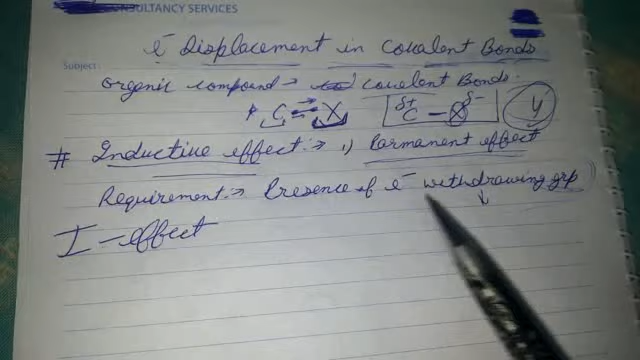 CONSULTANCY SERVICES
e⁻ Displacement in Covalent Bonds
Subject :
organic compound → Covalent Bonds.
C X δ+ C – X δ- Y
# Inductive effect :→ 1) Parmanent effect
Requirement :→ Presence of e⁻ withdrawing grp
I – effect